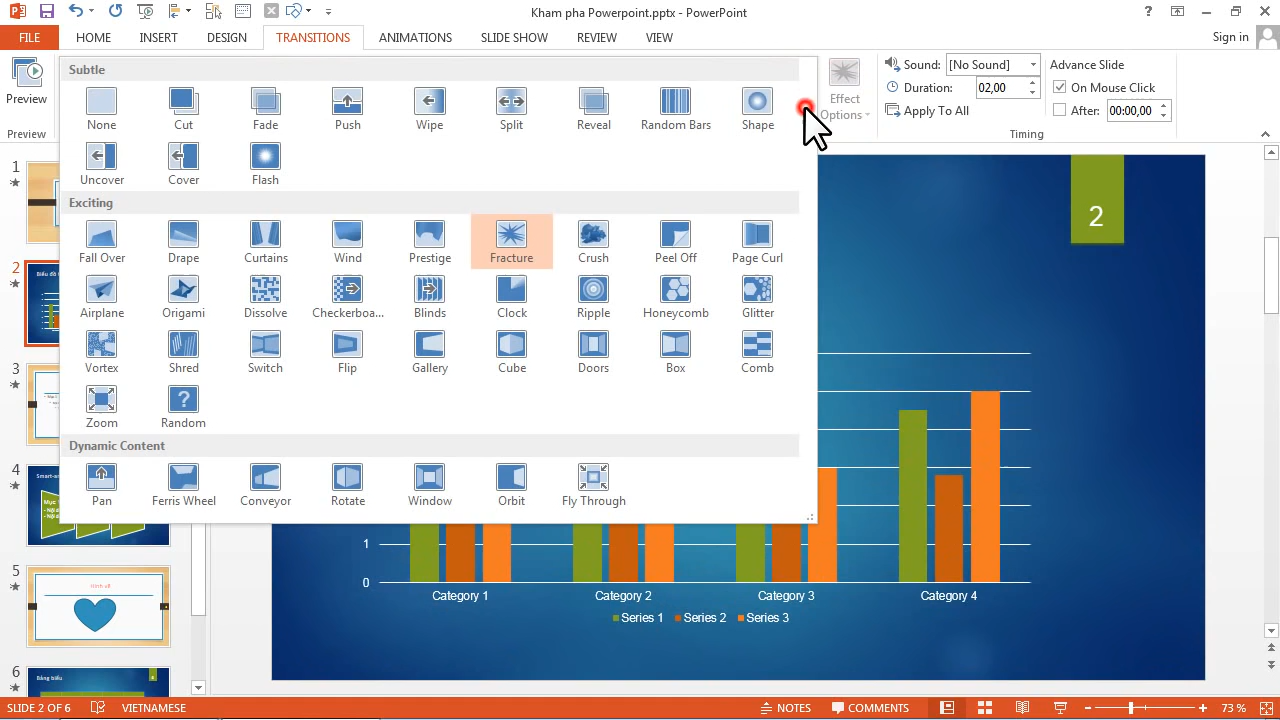 Kham pha Powerpoint.pptx - PowerPoint
?
FILE HOME INSERT DESIGN TRANSITIONS ANIMATIONS SLIDE SHOW REVIEW VIEW Sign in
Preview
Preview
Subtle
None Cut Fade Push Wipe Split Reveal Random Bars Shape
Uncover Cover Flash
Exciting
Fall Over Drape Curtains Wind Prestige Fracture Crush Peel Off Page Curl
Airplane Origami Dissolve Checkerboa... Blinds Clock Ripple Honeycomb Glitter
Vortex Shred Switch Flip Gallery Cube Doors Box Comb
Zoom Random
Dynamic Content
Pan Ferris Wheel Conveyor Rotate Window Orbit Fly Through
Effect Options
Sound: [No Sound]
Duration: 02,00
Apply To All
Advance Slide
On Mouse Click
After: 00:00,00
Timing
1
2
3
4
5
6
Smart-art
Hình vẽ
Bảng biểu
2
1
0
Category 1 Category 2 Category 3 Category 4
Series 1 Series 2 Series 3
SLIDE 2 OF 6 VIETNAMESE NOTES COMMENTS 73 %